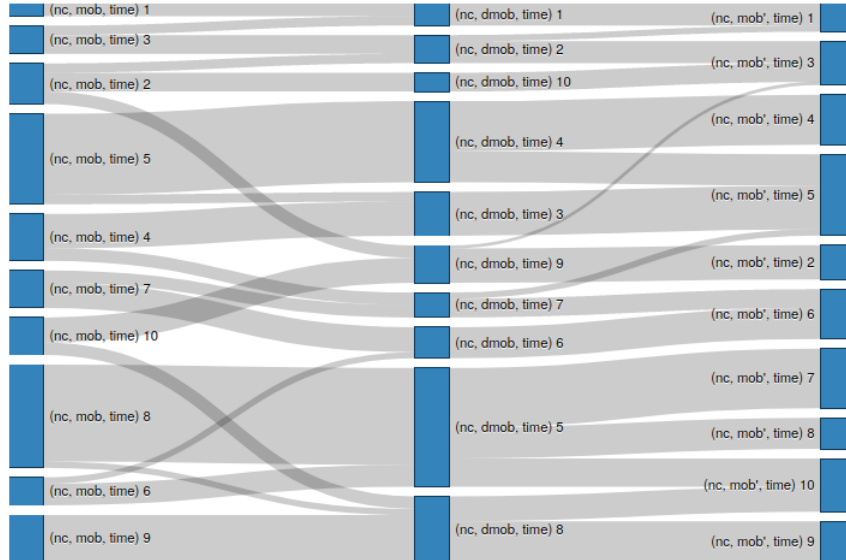 (nc, mob, time) 1
(nc, mob, time) 3
(nc, mob, time) 2
(nc, mob, time) 5
(nc, mob, time) 4
(nc, mob, time) 7
(nc, mob, time) 10
(nc, mob, time) 8
(nc, mob, time) 6
(nc, mob, time) 9
(nc, dmob, time) 1
(nc, dmob, time) 2
(nc, dmob, time) 10
(nc, dmob, time) 4
(nc, dmob, time) 3
(nc, dmob, time) 9
(nc, dmob, time) 7
(nc, dmob, time) 6
(nc, dmob, time) 5
(nc, dmob, time) 8
(nc, mob', time) 1
(nc, mob', time) 3
(nc, mob', time) 4
(nc, mob', time) 5
(nc, mob', time) 2
(nc, mob', time) 6
(nc, mob', time) 7
(nc, mob', time) 8
(nc, mob', time) 10
(nc, mob', time) 9